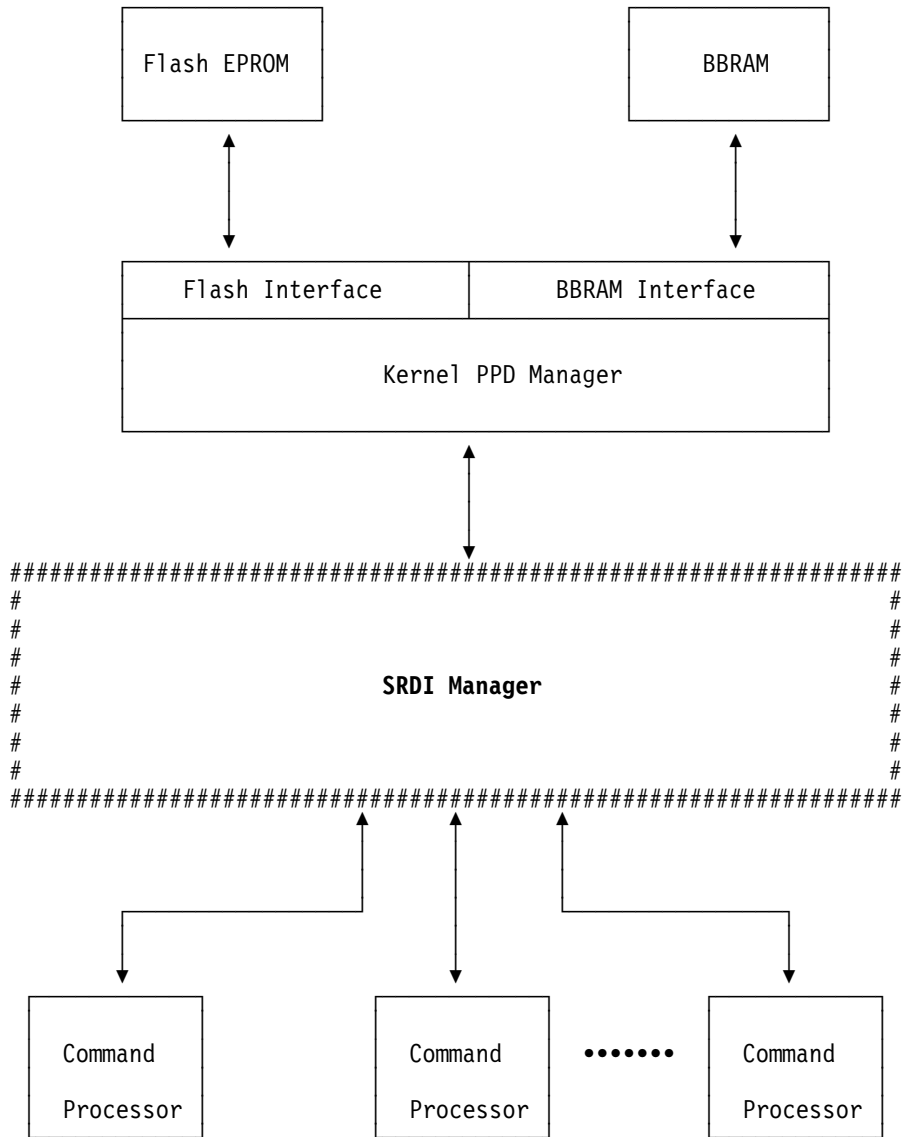 Flash EPROM
BBRAM
Flash Interface
BBRAM Interface
Kernel PPD Manager
SRDI Manager
Command
Processor
Command
Processor
•••••••
Command
Processor